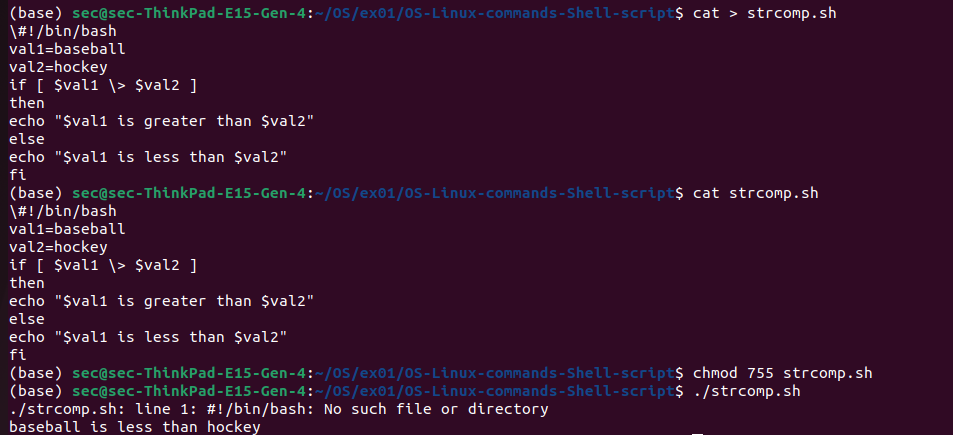 (base) sec@sec-ThinkPad-E15-Gen-4:~/OS/ex01/OS-Linux-commands-Shell-script$ cat > strcomp.sh
\#!/bin/bash
val1=baseball
val2=hockey
if [ $val1 \> $val2 ]
then
echo "$val1 is greater than $val2"
else
echo "$val1 is less than $val2"
fi
(base) sec@sec-ThinkPad-E15-Gen-4:~/OS/ex01/OS-Linux-commands-Shell-script$ cat strcomp.sh
\#!/bin/bash
val1=baseball
val2=hockey
if [ $val1 \> $val2 ]
then
echo "$val1 is greater than $val2"
else
echo "$val1 is less than $val2"
fi
(base) sec@sec-ThinkPad-E15-Gen-4:~/OS/ex01/OS-Linux-commands-Shell-script$ chmod 755 strcomp.sh
(base) sec@sec-ThinkPad-E15-Gen-4:~/OS/ex01/OS-Linux-commands-Shell-script$ ./strcomp.sh
./strcomp.sh: line 1: #!/bin/bash: No such file or directory
baseball is less than hockey